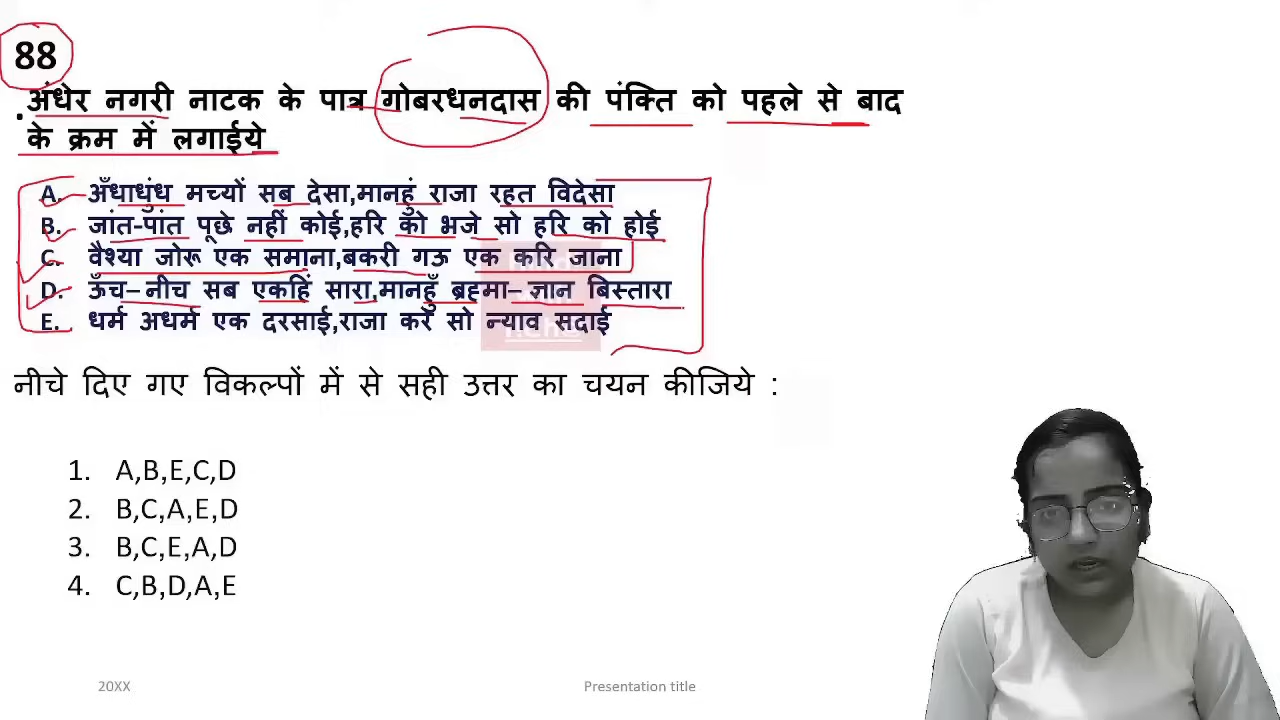 88
. अंधेर नगरी नाटक के पात्र गोबरधनदास की पंक्ति को पहले से बाद
के क्रम में लगाईये
A. अँधाधुंध मच्यों सब देसा,मानहुं राजा रहत विदेसा
B. जांत-पांत पूछे नहीं कोई,हरि को भजे सो हरि को होई
C. वैश्या जोरू एक समाना,बकरी गऊ एक करि जाना
D. ऊँच– नीच सब एकहिं सारा,मानहुँ ब्रह्मा– ज्ञान बिस्तारा
E. धर्म अधर्म एक दरसाई,राजा करै सो न्याव सदाई
नीचे दिए गए विकल्पों में से सही उत्तर का चयन कीजिये :
1. A,B,E,C,D
2. B,C,A,E,D
3. B,C,E,A,D
4. C,B,D,A,E
20XX Presentation title